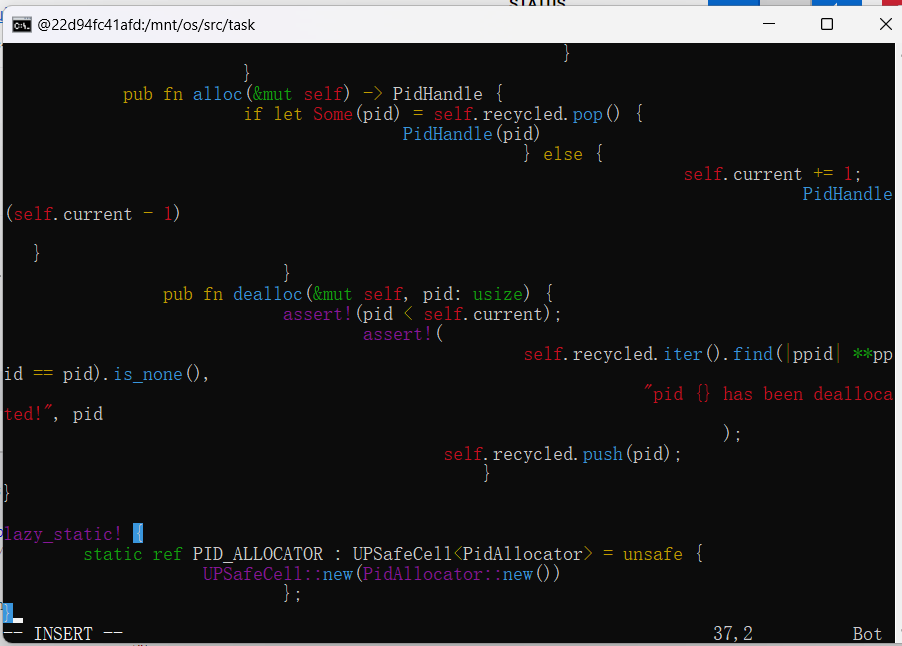 STATUS
@22d94fc41afd:/mnt/os/src/task
}
}
pub fn alloc(&mut self) -> PidHandle {
if let Some(pid) = self.recycled.pop() {
PidHandle(pid)
} else {
self.current += 1;
PidHandle
(self.current - 1)
}
}
pub fn dealloc(&mut self, pid: usize) {
assert!(pid < self.current);
assert!(
self.recycled.iter().find(|ppid| **pp
id == pid).is_none(),
"pid {} has been dealloca
ted!", pid
);
self.recycled.push(pid);
}
}
lazy_static! {
static ref PID_ALLOCATOR : UPSafeCell<PidAllocator> = unsafe {
UPSafeCell::new(PidAllocator::new())
};
}
-- INSERT -- 37,2 Bot